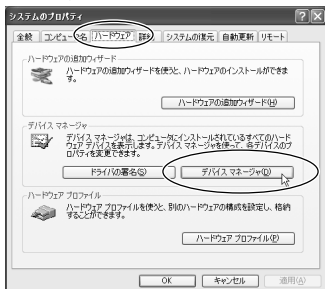 システムのプロパティ
全般 コンピュータ名 ハードウェア 詳細 システムの復元 自動更新 リモート
ハードウェアの追加ウィザード
ハードウェアの追加ウィザードを使うと、ハードウェアのインストールができます。
ハードウェアの追加ウィザード(H)
デバイス マネージャ
デバイス マネージャは、コンピュータにインストールされているすべてのハード
ウェア デバイスを表示します。デバイス マネージャを使って、各デバイスのプ
ロパティを変更できます。
ドライバの署名(S) デバイス マネージャ(D)
ハードウェア プロファイル
ハードウェア プロファイルを使うと、別のハードウェアの構成を設定し、格納
することができます。
ハードウェア プロファイル(P)
OK キャンセル 適用(A)